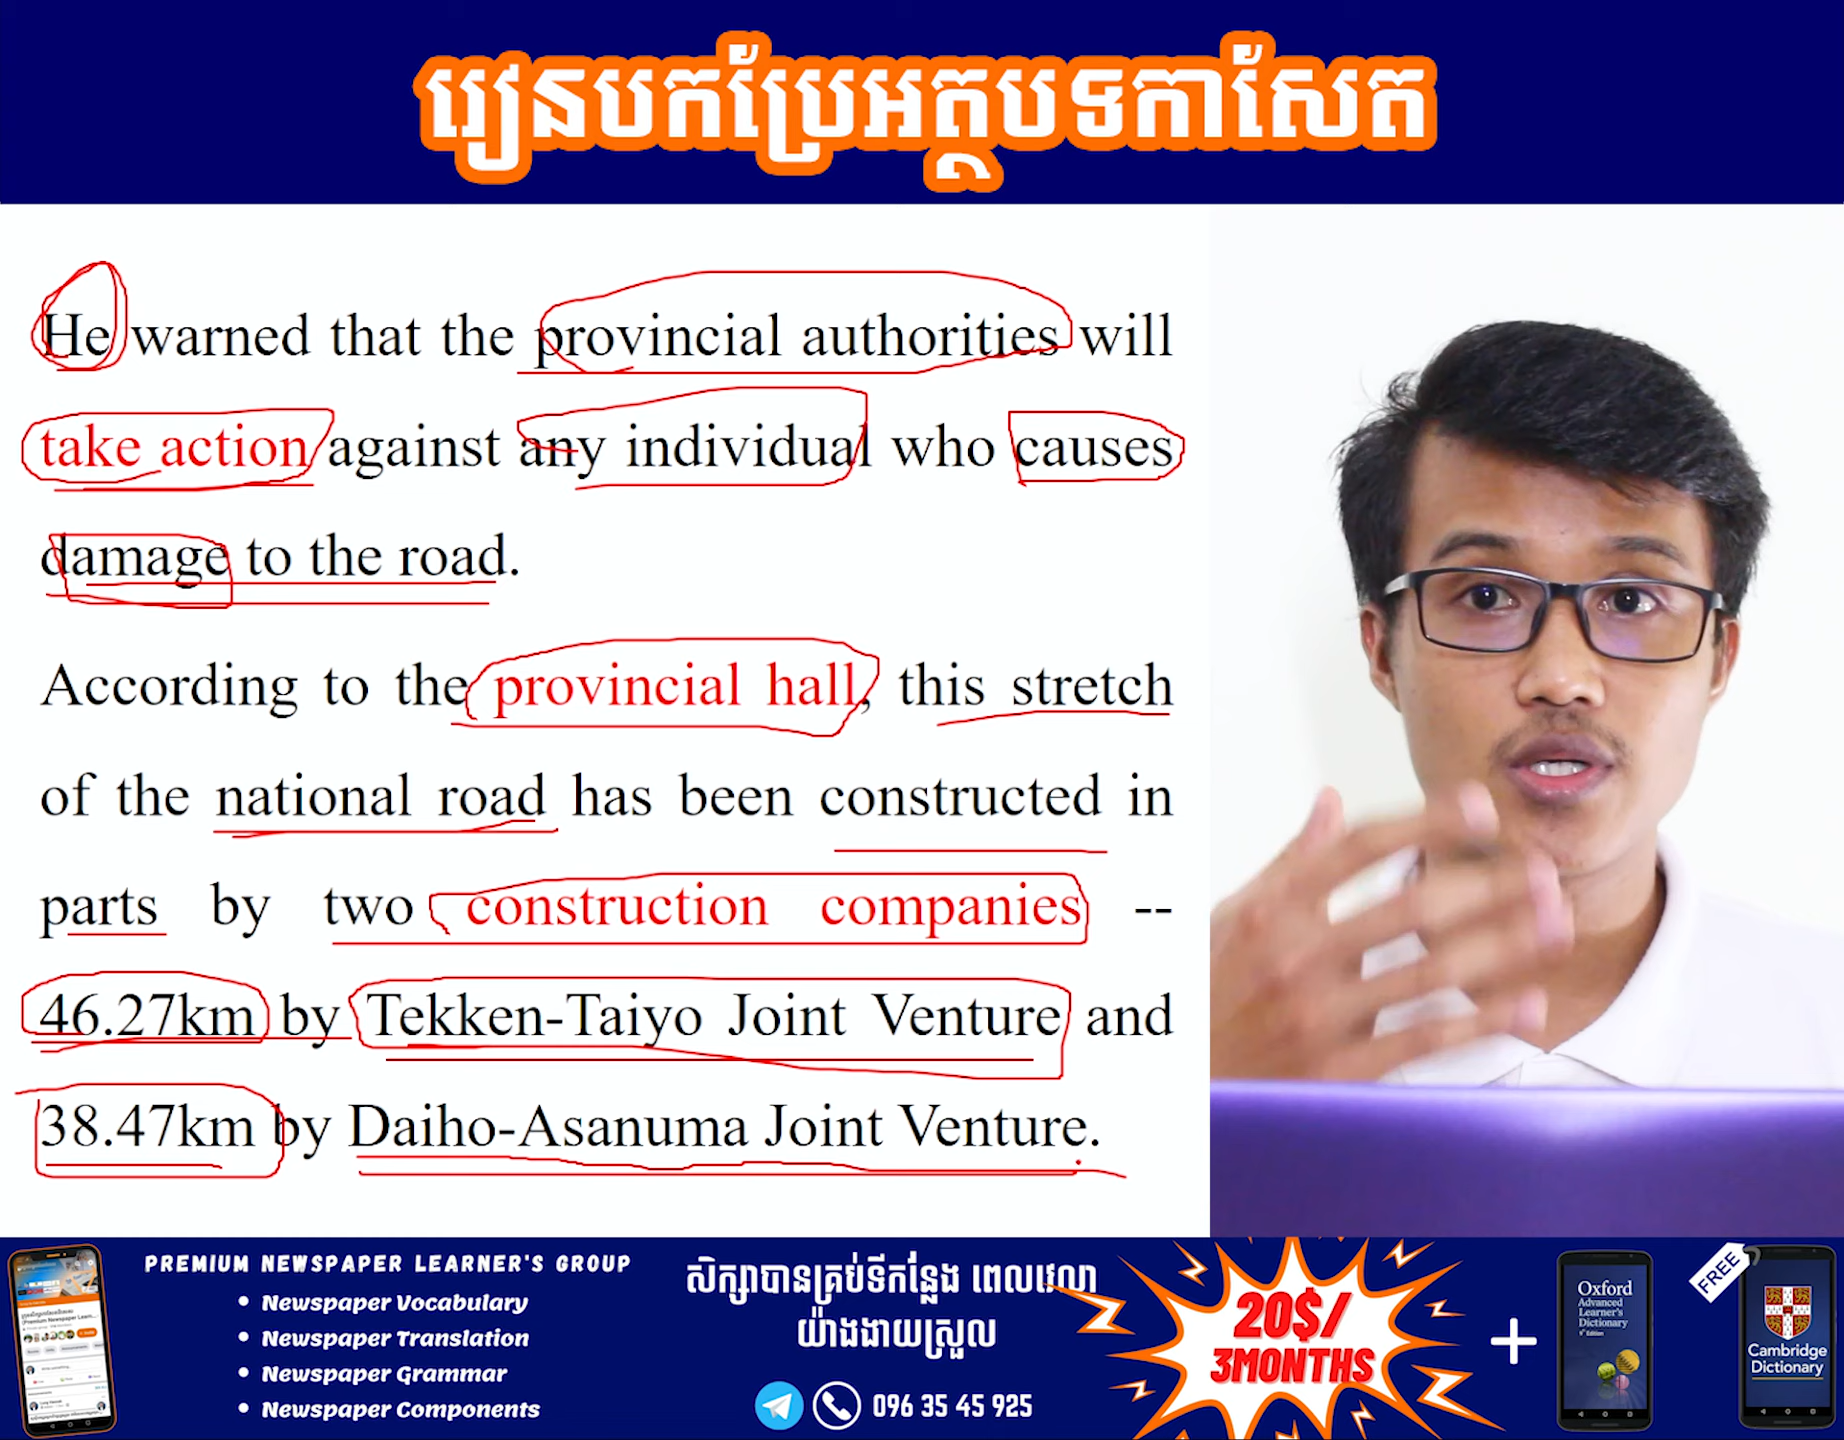 រៀនបកប្រែអត្ថបទកាសែត
He warned that the provincial authorities will
take action against any individual who causes
damage to the road.
According to the provincial hall, this stretch
of the national road has been constructed in
parts by two construction companies --
46.27km by Tekken-Taiyo Joint Venture and
38.47km by Daiho-Asanuma Joint Venture.
PREMIUM NEWSPAPER LEARNER'S GROUP
• Newspaper Vocabulary
• Newspaper Translation
• Newspaper Grammar
• Newspaper Components
សិក្សាបានគ្រប់ទីកន្លែង ពេលវេលា
យ៉ាងងាយស្រួល
096 35 45 925
20$/
3MONTHS
+
Oxford
Advanced
Learner's
Dictionary
FREE
Cambridge
Dictionary